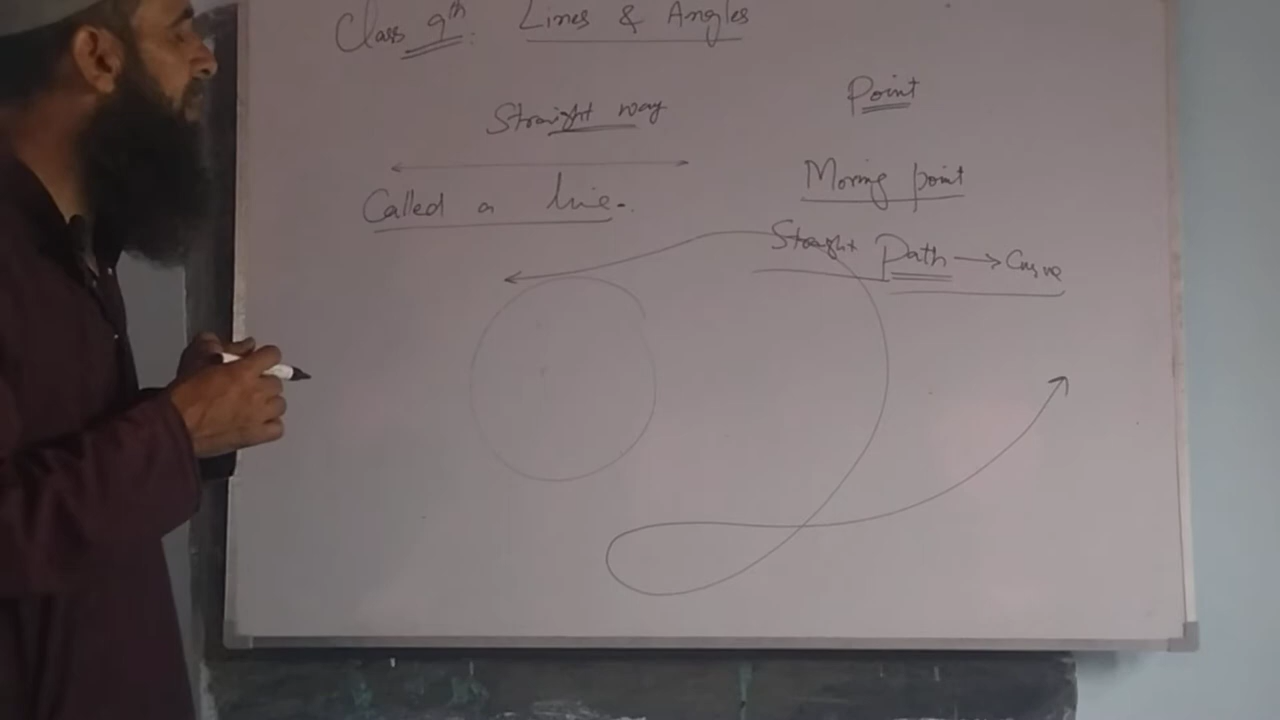 Class 9th: Lines & Angles
Straight way
Called a line.
Point
Moving point
Straight Path → Curve